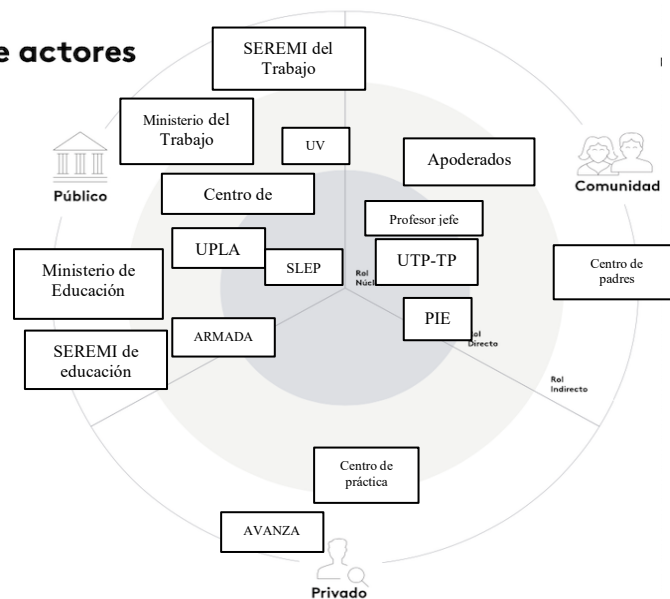 e actores
SEREMI del
Trabajo
Ministerio del
Trabajo
UV
Apoderados
Público
Comunidad
Centro de
Profesor jefe
UPLA
SLEP
UTP-TP
Rol
Ministerio de
Educación
Centro de
padres
PIE
ARMADA
Directo
SEREMI de
educación
Rol
Indirecto
Centro de
práctica
AVANZA
Privado